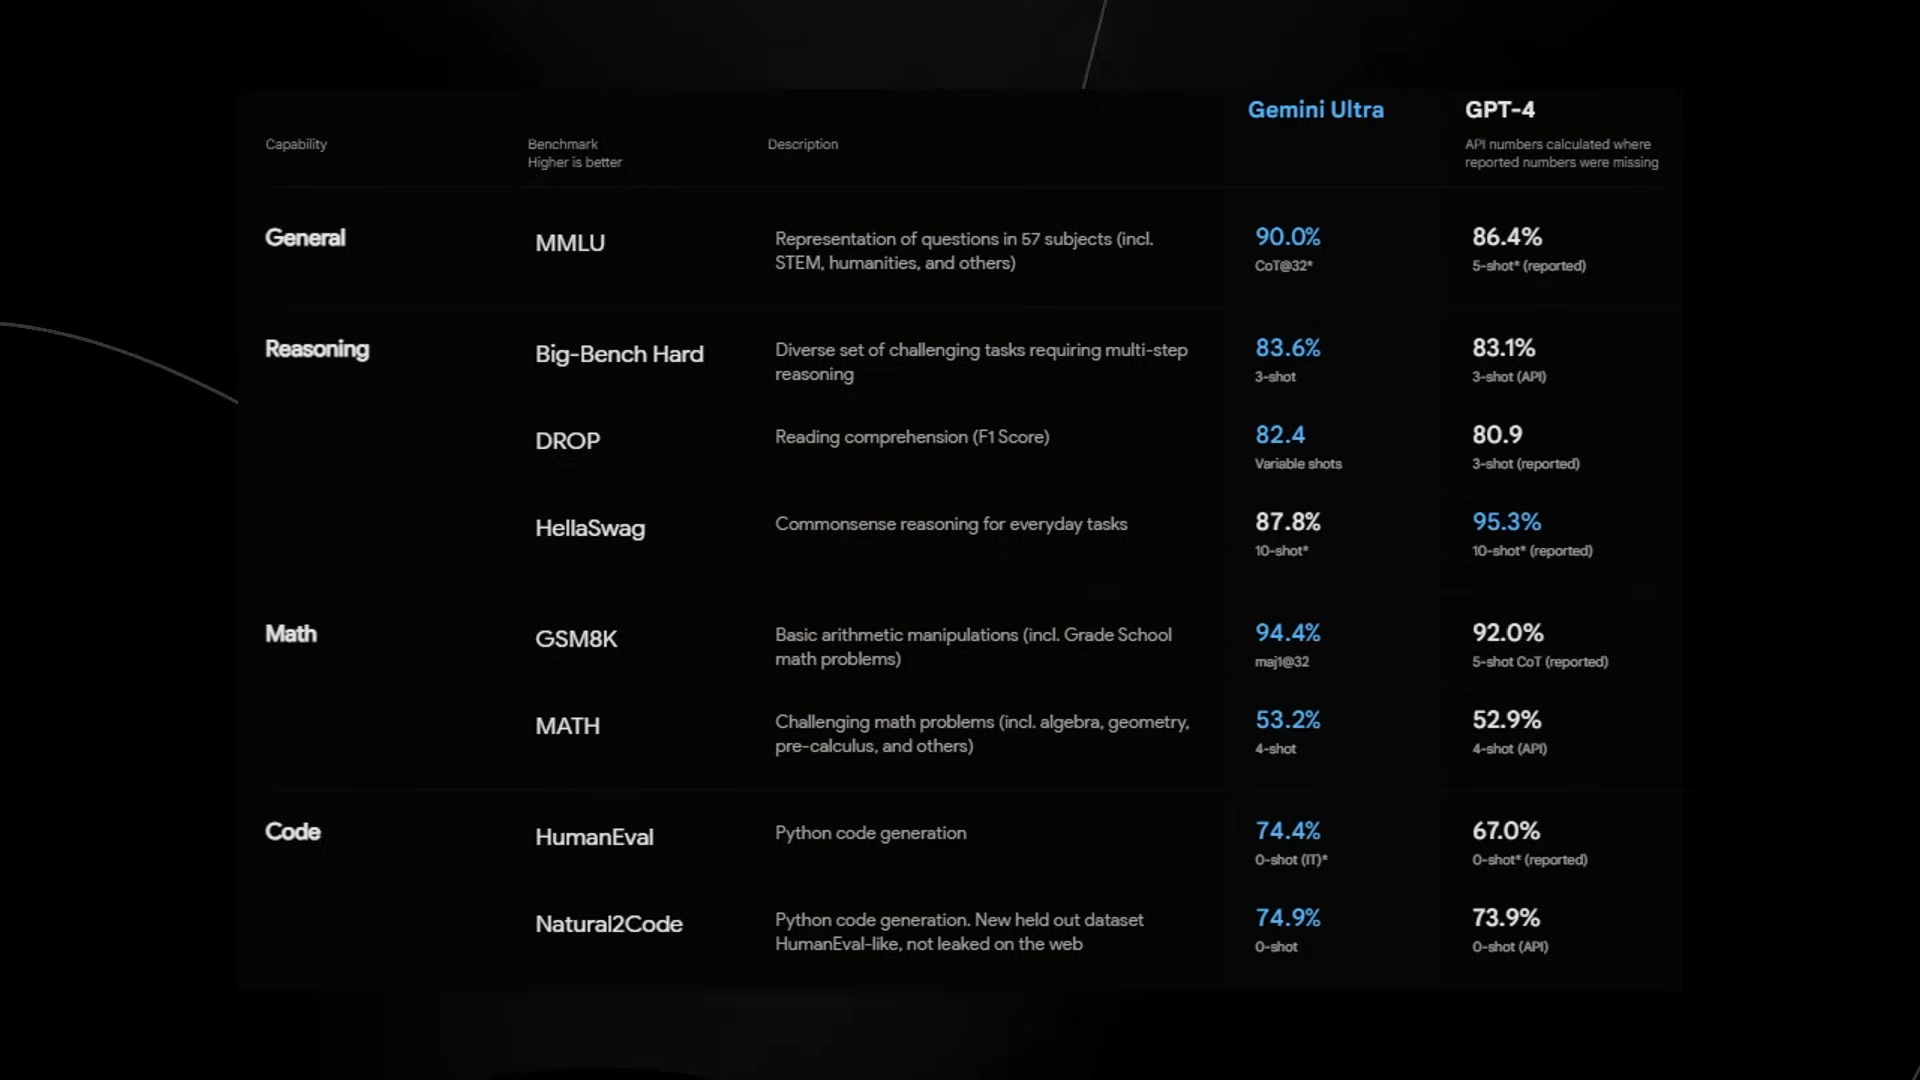 Gemini Ultra
GPT-4
Capability
Benchmark
Higher is better
Description
API numbers calculated where
reported numbers were missing
General
MMLU
Representation of questions in 57 subjects (incl.
STEM, humanities, and others)
90.0%
CoT@32*
86.4%
5-shot* (reported)
Reasoning
Big-Bench Hard
Diverse set of challenging tasks requiring multi-step
reasoning
83.6%
3-shot
83.1%
3-shot (API)
DROP
Reading comprehension (F1 Score)
82.4
Variable shots
80.9
3-shot (reported)
HellaSwag
Commonsense reasoning for everyday tasks
87.8%
10-shot*
95.3%
10-shot* (reported)
Math
GSM8K
Basic arithmetic manipulations (incl. Grade School
math problems)
94.4%
maj1@32
92.0%
5-shot CoT (reported)
MATH
Challenging math problems (incl. algebra, geometry,
pre-calculus, and others)
53.2%
4-shot
52.9%
4-shot (API)
Code
HumanEval
Python code generation
74.4%
0-shot (IT)*
67.0%
0-shot* (reported)
Natural2Code
Python code generation. New held out dataset
HumanEval-like, not leaked on the web
74.9%
0-shot
73.9%
0-shot (API)